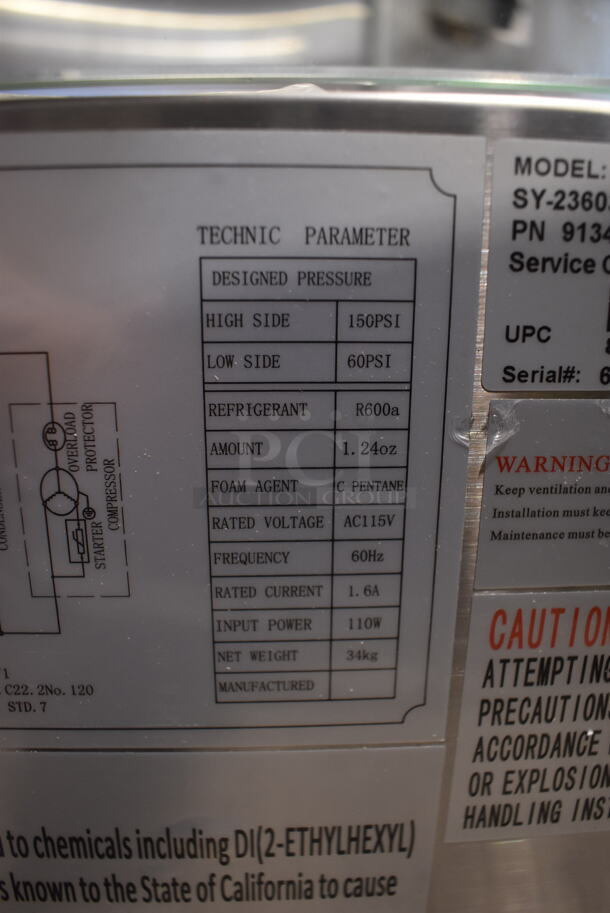 TECHNIC PARAMETER
DESIGNED PRESSURE
HIGH SIDE 150PSI
LOW SIDE 60PSI
REFRIGERANT R600a
AMOUNT 1.24oz
FOAM AGENT C PENTANE
RATED VOLTAGE AC115V
FREQUENCY 60Hz
RATED CURRENT 1.6A
INPUT POWER 110W
NET WEIGHT 34kg
MANUFACTURED
OVERLOAD
PROTECTOR
STARTER
COMPRESSOR
C22.2No.120
STD.7
MODEL:
SY-2360
PN 9134
Service
UPC
Serial#: 6
WARNING
Keep ventilation and
Installation must kee
Maintenance must be
CAUTION
ATTEMPTING
PRECAUTIONS
ACCORDANCE
OR EXPLOSION
HANDLING INST
to chemicals including DI(2-ETHYLHEXYL)
s known to the State of California to cause
PCI
AUCTION GROUP